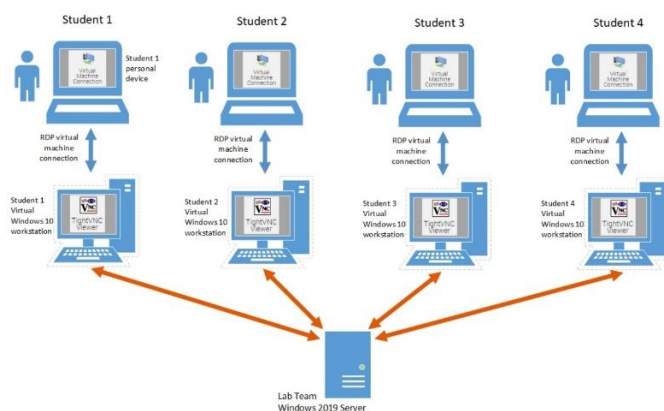 Student 1
Student 2
Student 3
Student 4
Virtual
Machine
Connection
Student 1
personal
device
Virtual
Machine
Connection
Virtual
Machine
Connection
Virtual
Machine
Connection
RDP virtual
machine
connection
RDP virtual
machine
connection
RDP virtual
machine
connection
RDP virtual
machine
connection
Student 1
Virtual
Windows 10
workstation
VNC
TightVNC
Viewer
Student 2
Virtual
Windows 10
workstation
VNC
TightVNC
Viewer
Student 3
Virtual
Windows 10
workstation
VNC
TightVNC
Viewer
Student 4
Virtual
Windows 10
workstation
VNC
TightVNC
Viewer
Lab Team
Windows 2019 Server